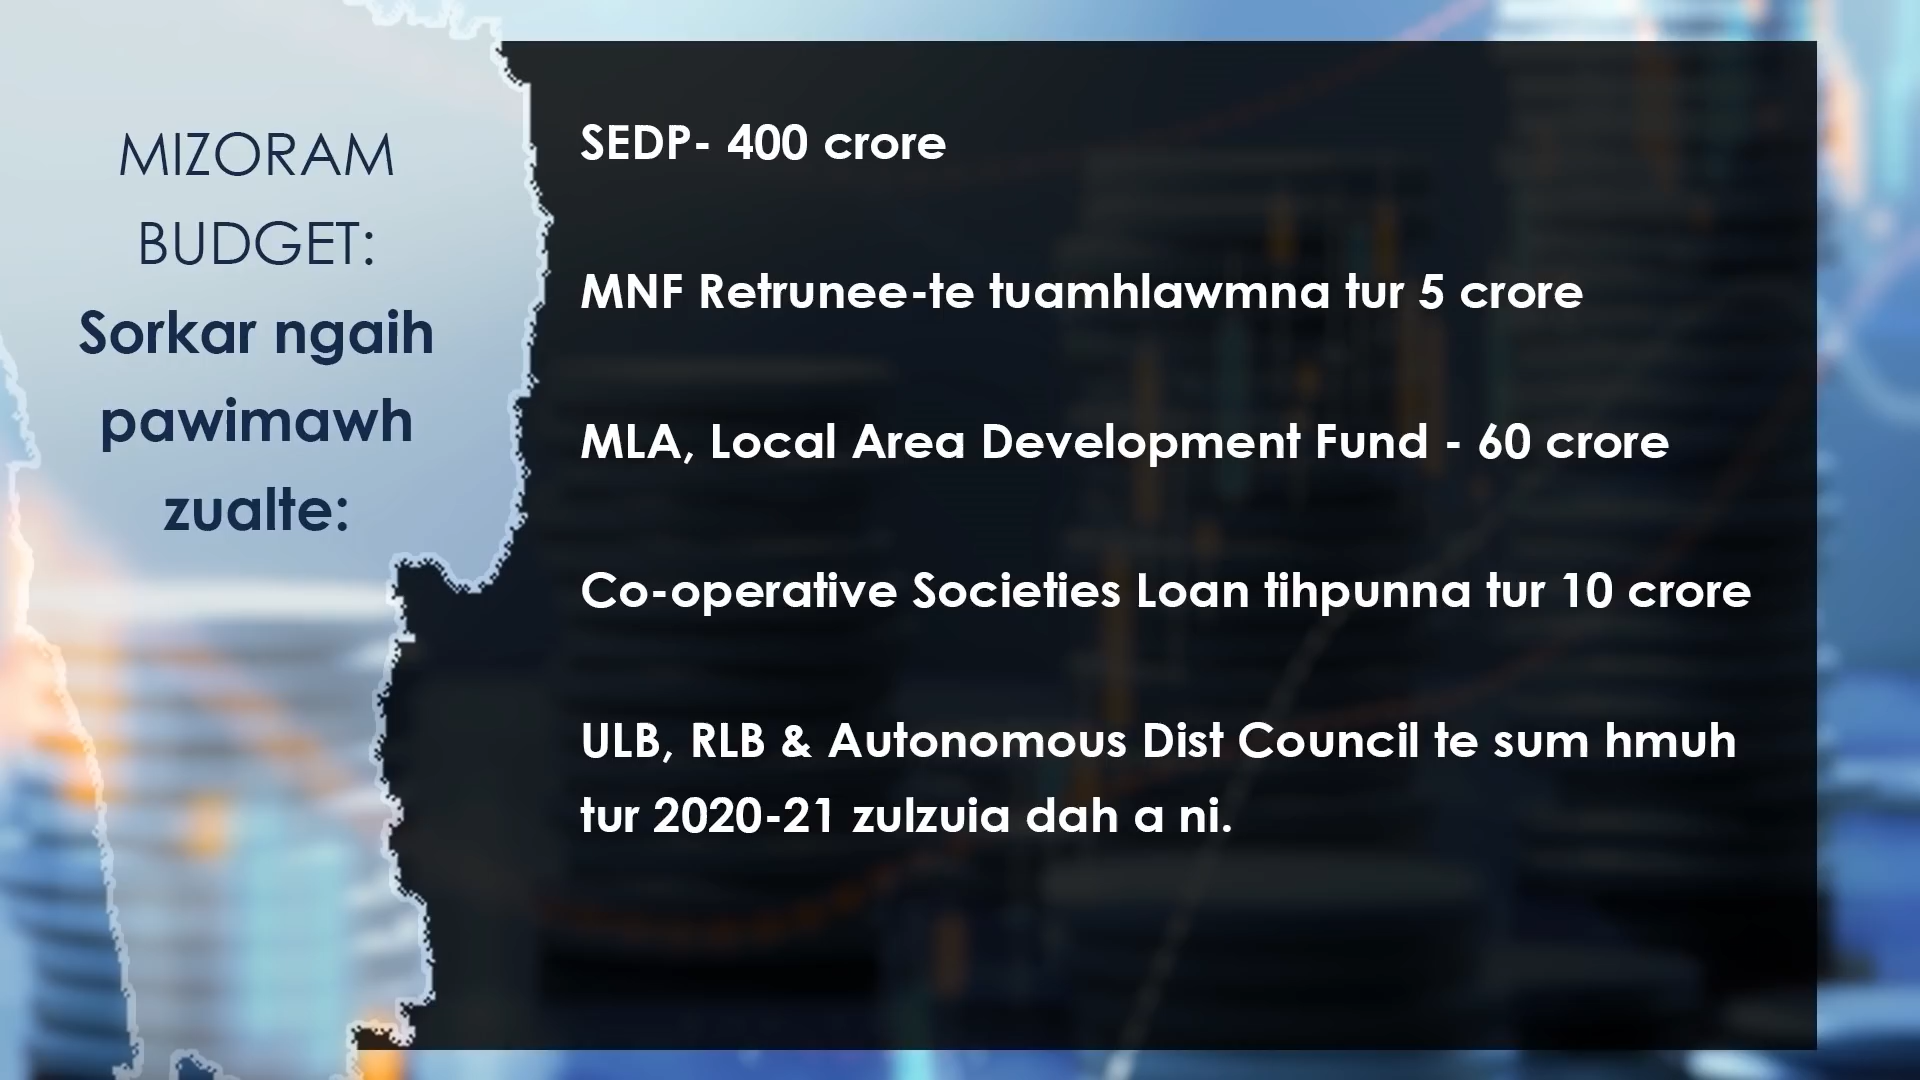 MIZORAM
BUDGET:
Sorkar ngaih
pawimawh
zualte:
SEDP- 400 crore
MNF Retrunee-te tuamhlawmna tur 5 crore
MLA, Local Area Development Fund - 60 crore
Co-operative Societies Loan tihpunna tur 10 crore
ULB, RLB & Autonomous Dist Council te sum hmuh
tur 2020-21 zulzuia dah a ni.